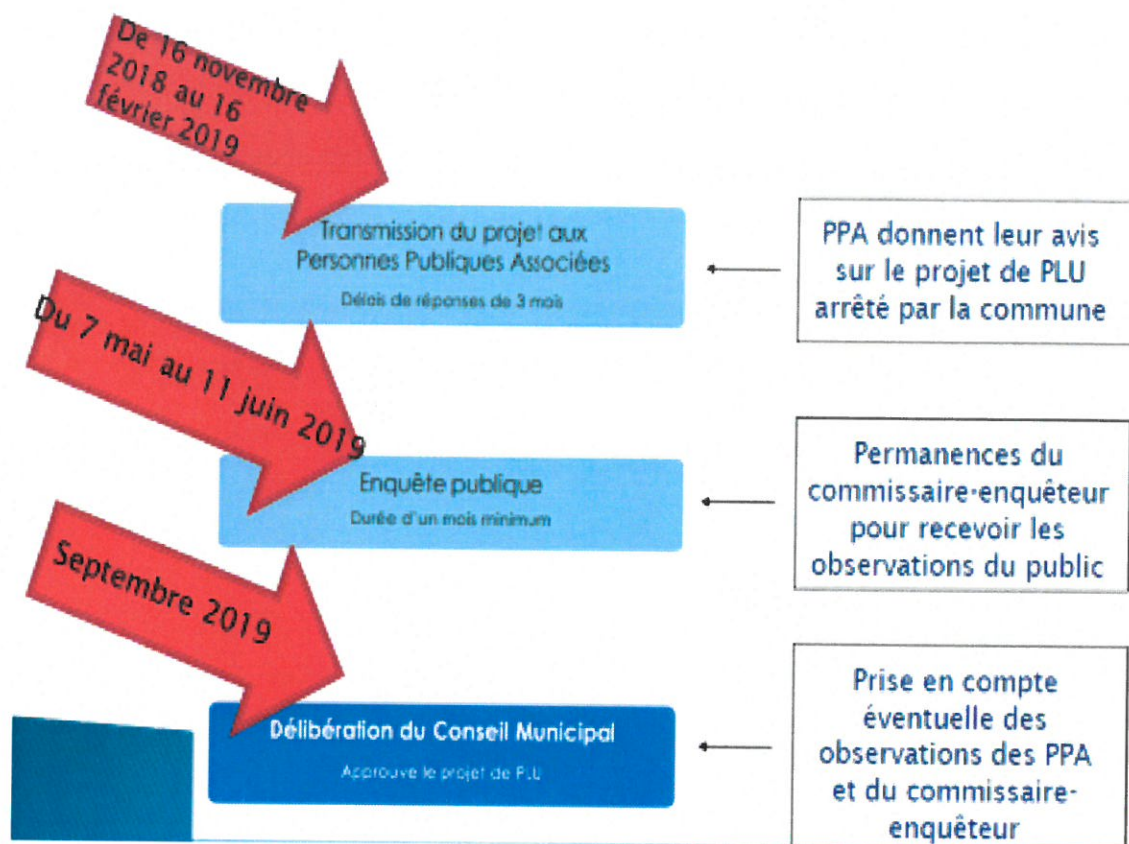 De 16 novembre
2018 au 16
février 2019
Transmission du projet aux
Personnes Publiques Associées
Délais de réponses de 3 mois
PPA donnent leur avis
sur le projet de PLU
arrêté par la commune
Du 7 mai au 11 juin 2019
Enquête publique
Durée d'un mois minimum
Permanences du
commissaire-enquêteur
pour recevoir les
observations du public
Septembre 2019
Délibération du Conseil Municipal
Approuve le projet de PLU
Prise en compte
éventuelle des
observations des PPA
et du commissaire-
enquêteur